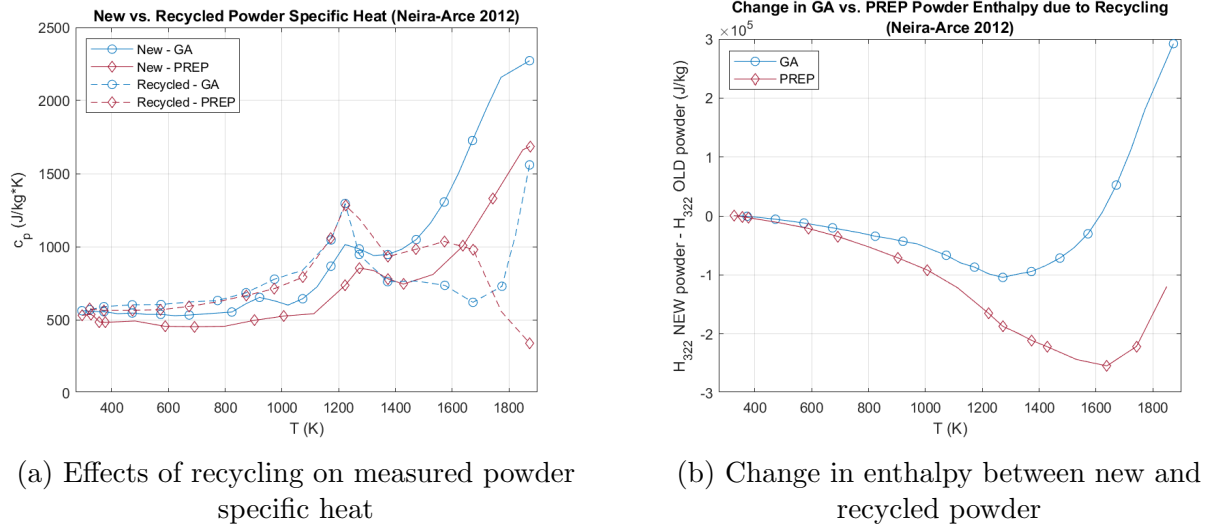 New vs. Recycled Powder Specific Heat (Neira-Arce 2012)
2500
2000
1500
1000
500
0
c_p (J/kg*K)
New - GA
New - PREP
Recycled - GA
Recycled - PREP
400 600 800 1000 1200 1400 1600 1800
T (K)
(a) Effects of recycling on measured powder
specific heat
Change in GA vs. PREP Powder Enthalpy due to Recycling
(Neira-Arce 2012)
×10^5
3
2
1
0
-1
-2
-3
H_322 NEW powder - H_322 OLD powder (J/kg)
GA
PREP
400 600 800 1000 1200 1400 1600 1800
T (K)
(b) Change in enthalpy between new and
recycled powder